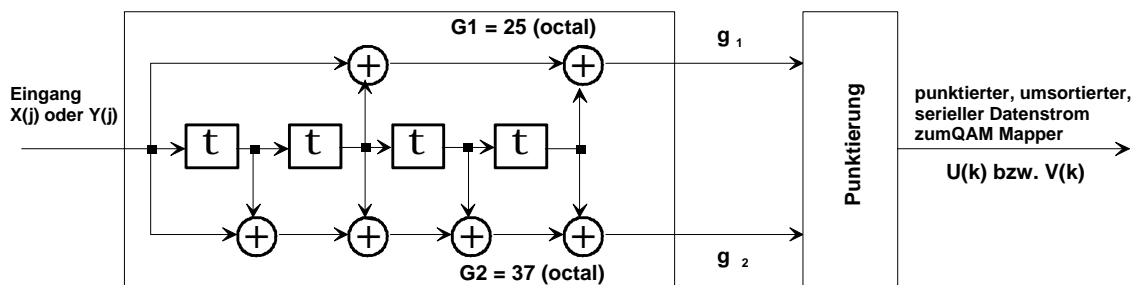 G1 = 25 (octal)
g 1
Eingang
X(j) oder Y(j)
t t t t
Punktierung
punktierter, umsortierter,
serieller Datenstrom
zumQAM Mapper
U(k) bzw. V(k)
G2 = 37 (octal)
g 2